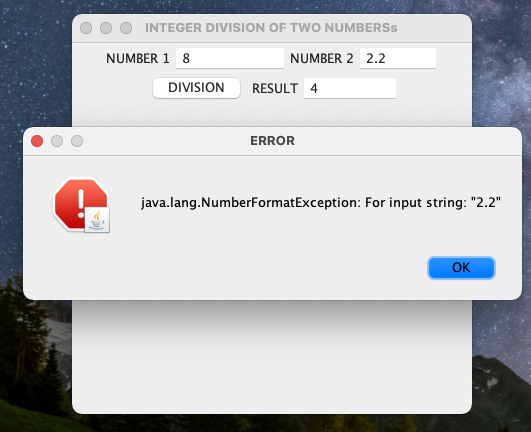 INTEGER DIVISION OF TWO NUMBERSs
NUMBER 1 8 NUMBER 2 2.2
DIVISION RESULT 4
ERROR
java.lang.NumberFormatException: For input string: "2.2"
OK